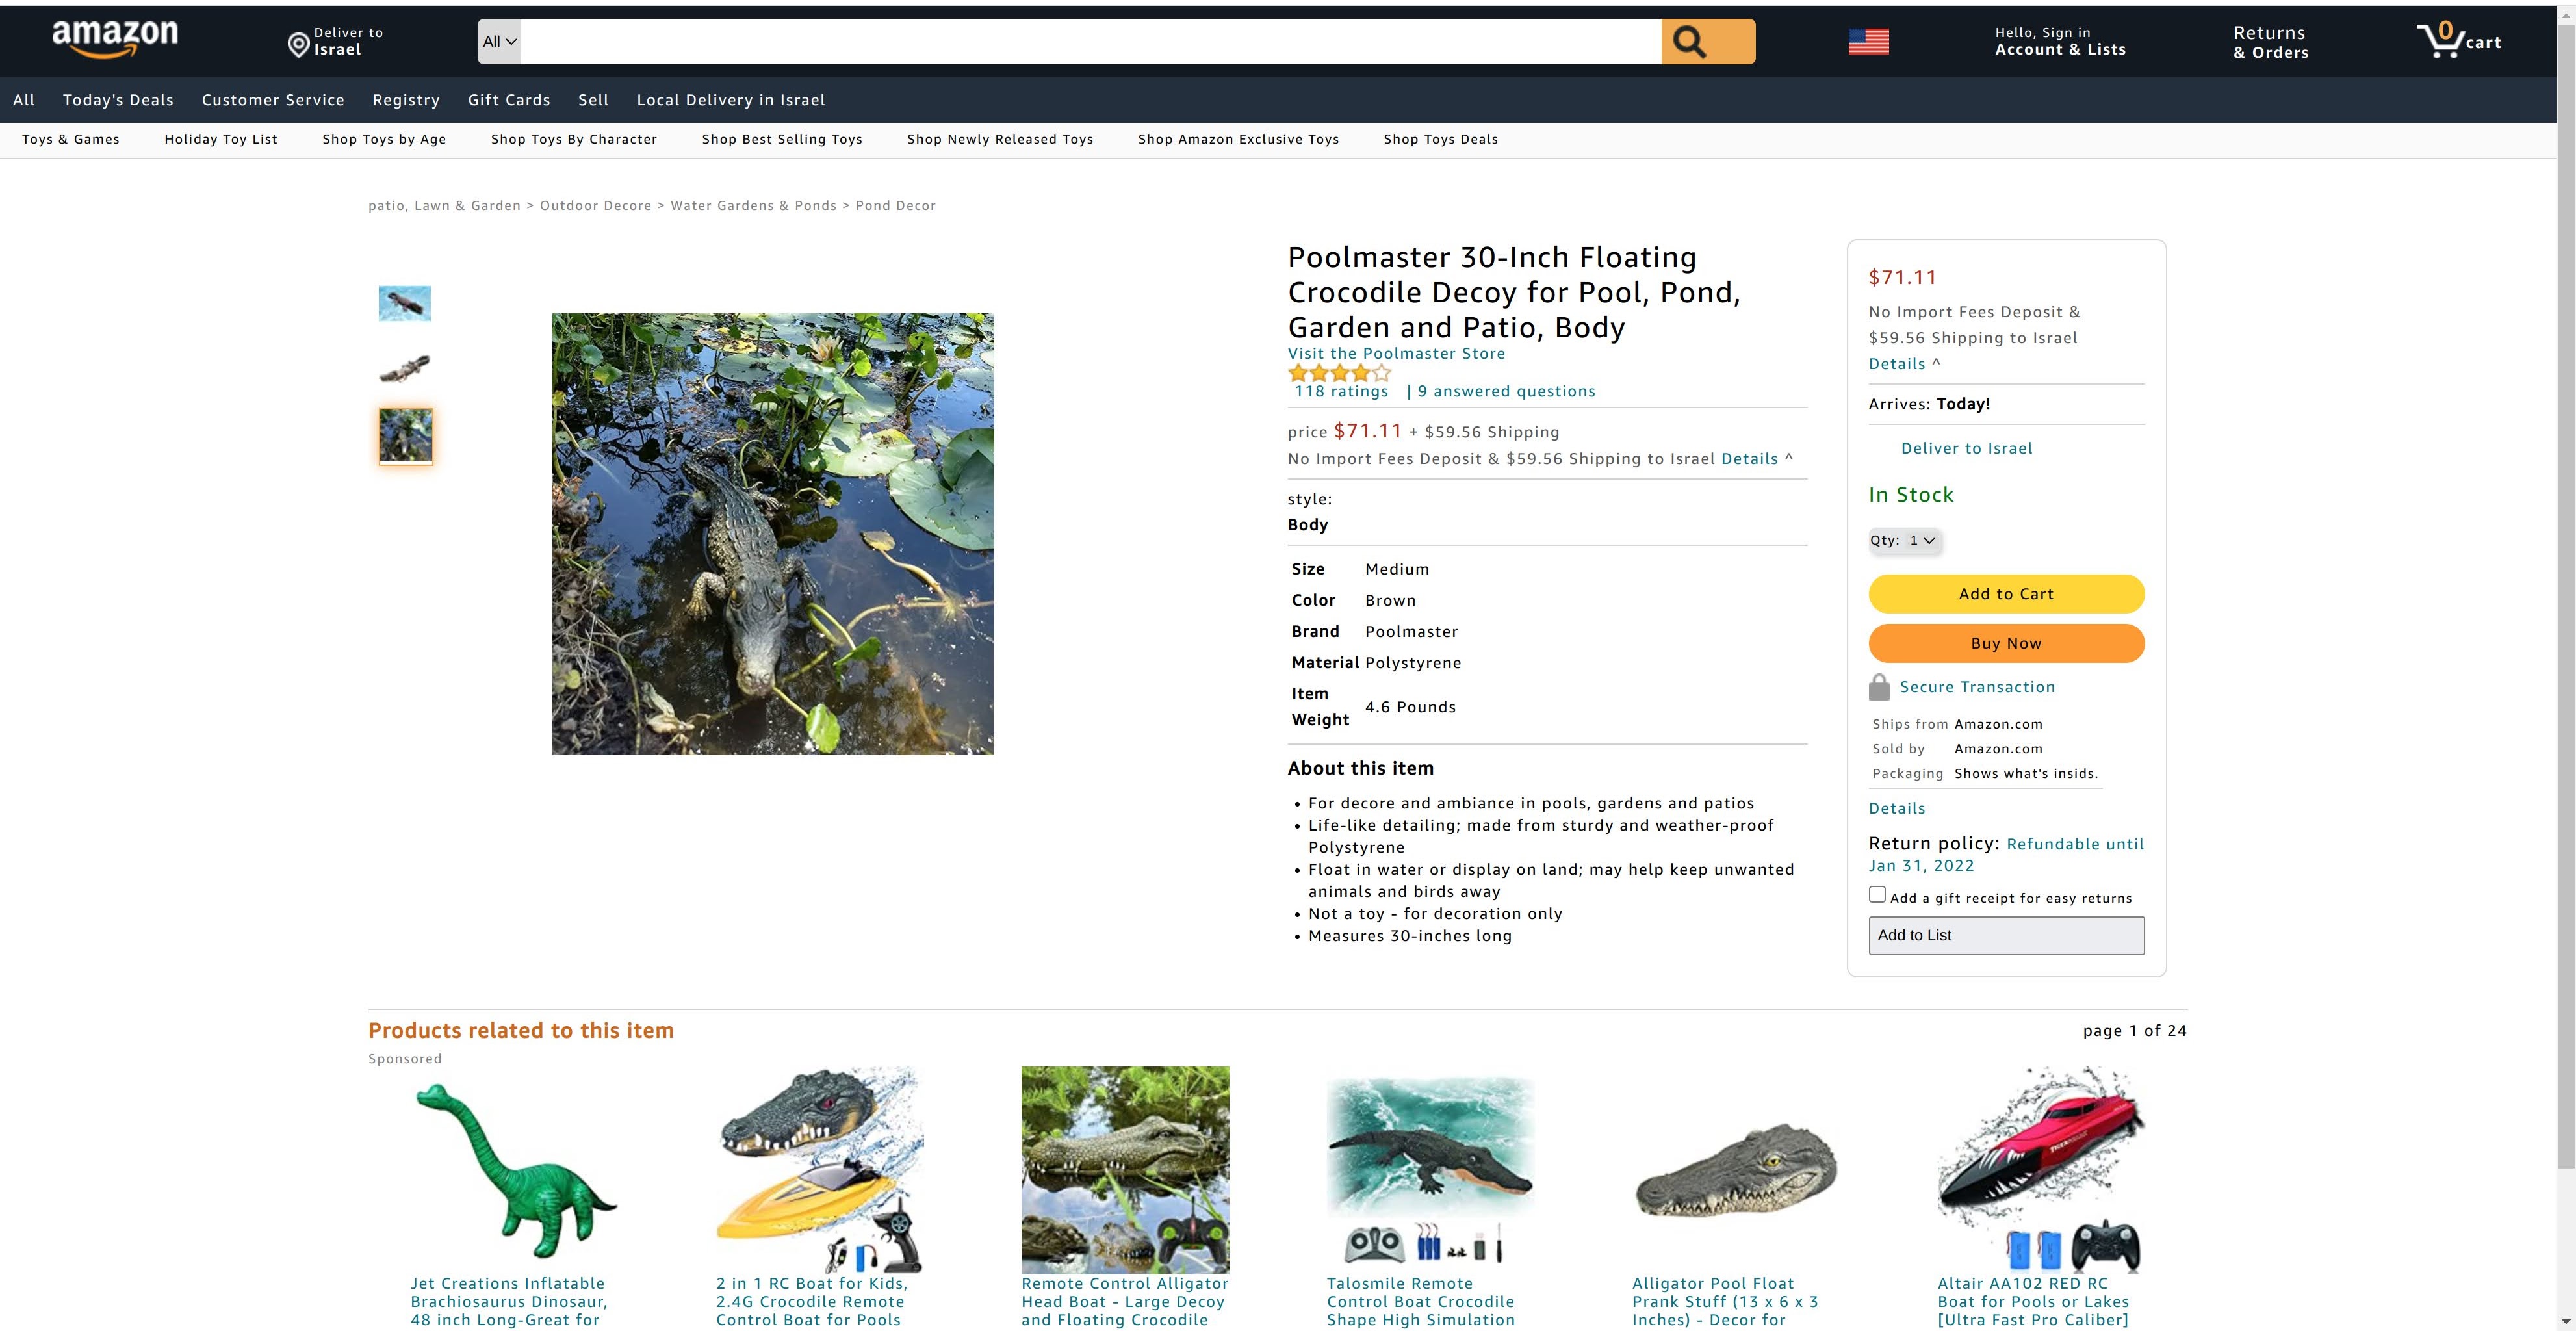 amazon
Deliver to
Israel
All
Hello, Sign in
Account & Lists
Returns
& Orders
0
cart
All Today's Deals Customer Service Registry Gift Cards Sell Local Delivery in Israel
Toys & Games Holiday Toy List Shop Toys by Age Shop Toys By Character Shop Best Selling Toys Shop Newly Released Toys Shop Amazon Exclusive Toys Shop Toys Deals
patio, Lawn & Garden > Outdoor Decore > Water Gardens & Ponds > Pond Decor
Poolmaster 30-Inch Floating
Crocodile Decoy for Pool, Pond,
Garden and Patio, Body
Visit the Poolmaster Store
118 ratings | 9 answered questions
price $71.11 + $59.56 Shipping
No Import Fees Deposit & $59.56 Shipping to Israel Details ^
style:
Body
Size Medium
Color Brown
Brand Poolmaster
Material Polystyrene
Item
Weight 4.6 Pounds
About this item
• For decore and ambiance in pools, gardens and patios
• Life-like detailing; made from sturdy and weather-proof
Polystyrene
• Float in water or display on land; may help keep unwanted
animals and birds away
• Not a toy - for decoration only
• Measures 30-inches long
$71.11
No Import Fees Deposit &
$59.56 Shipping to Israel
Details ^
Arrives: Today!
Deliver to Israel
In Stock
Qty: 1
Add to Cart
Buy Now
Secure Transaction
Ships from Amazon.com
Sold by Amazon.com
Packaging Shows what's insids.
Details
Return policy: Refundable until
Jan 31, 2022
Add a gift receipt for easy returns
Add to List
Products related to this item
page 1 of 24
Sponsored
Jet Creations Inflatable
Brachiosaurus Dinosaur,
48 inch Long-Great for
2 in 1 RC Boat for Kids,
2.4G Crocodile Remote
Control Boat for Pools
Remote Control Alligator
Head Boat - Large Decoy
and Floating Crocodile
Talosmile Remote
Control Boat Crocodile
Shape High Simulation
Alligator Pool Float
Prank Stuff (13 x 6 x 3
Inches) - Decor for
Altair AA102 RED RC
Boat for Pools or Lakes
[Ultra Fast Pro Caliber]